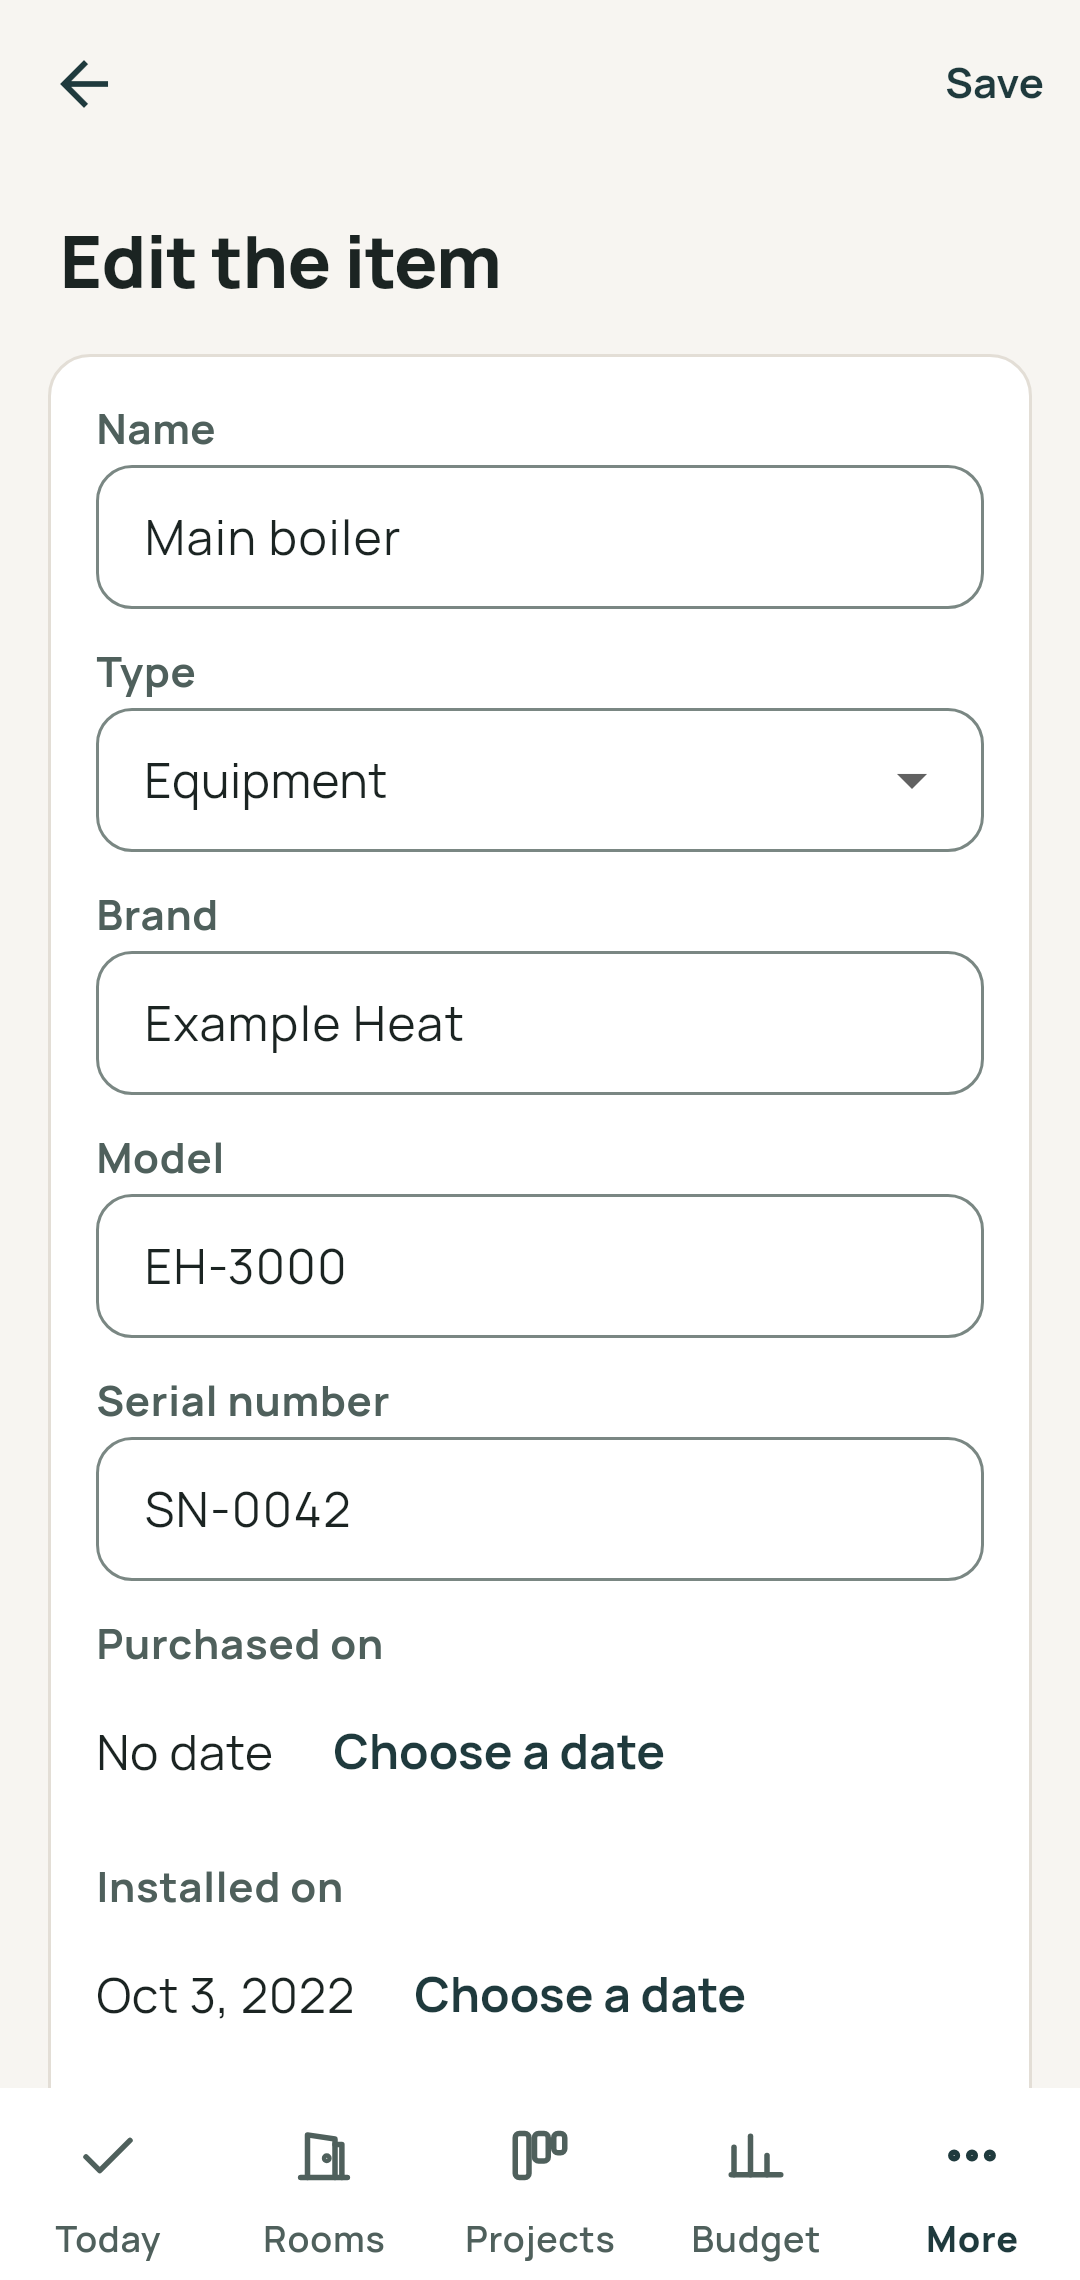 Save
Edit the item
Name
Main boiler
Type
Equipment
Brand
Example Heat
Model
EH-3000
Serial number
SN-0042
Purchased on
No date Choose a date
Installed on
Oct 3, 2022 Choose a date
Today Rooms Projects Budget More